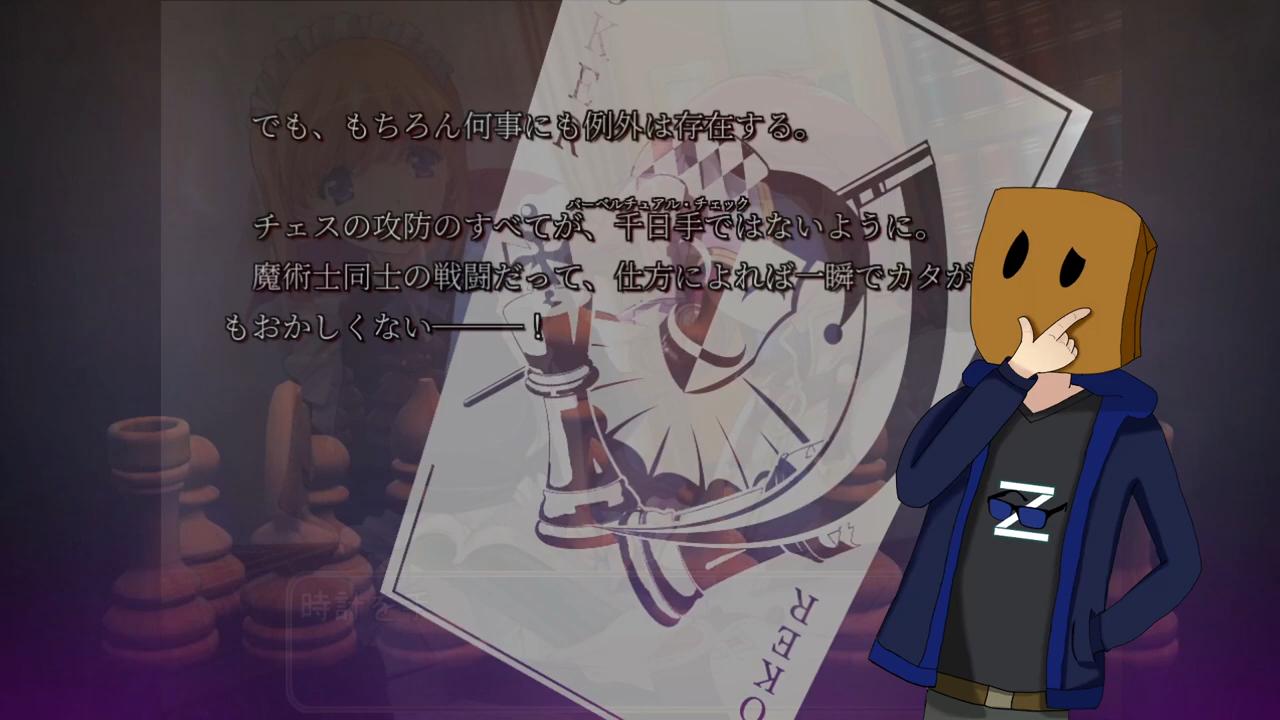 KER
でも、もちろん何事にも例外は存在する。
パーペルチュアル・チェック
チェスの攻防のすべてが、千日手ではないように。
魔術士同士の戦闘だって、仕方によれば一瞬でカタが
もおかしくない―――！
Z
時計を
REKO